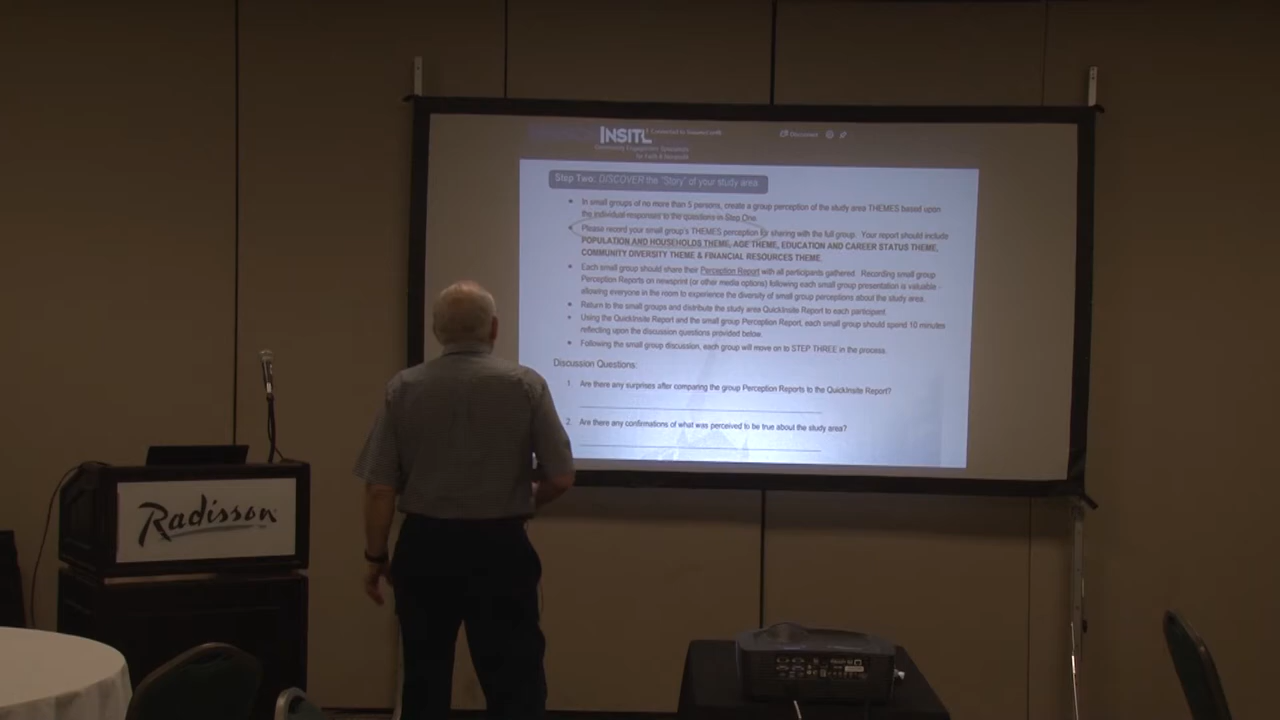 INSITE
Community Engagement Specialists
for Faith & Nonprofit
Step Two: DISCOVER the "Story" of your study area:
In small groups of no more than 5 persons, create a group perception of the study area THEMES based upon
the individual responses to the questions in Step One.
Please record your small group's THEMES perception for sharing with the full group. Your report should include
POPULATION AND HOUSEHOLDS THEME, AGE THEME, EDUCATION AND CAREER STATUS THEME,
COMMUNITY DIVERSITY THEME & FINANCIAL RESOURCES THEME.
Each small group should share their Perception Report with all participants gathered. Recording small group
Perception Reports on newsprint (or other media options) following each small group presentation is valuable -
allowing everyone in the room to experience the diversity of small group perceptions about the study area.
Return to the small groups and distribute the study area QuickInsite Report to each participant.
Using the QuickInsite Report and the small group Perception Report, each small group should spend 10 minutes
reflecting upon the discussion questions provided below.
Following the small group discussion, each group will move on to STEP THREE in the process.
Discussion Questions:
1. Are there any surprises after comparing the group Perception Reports to the QuickInsite Report?
2. Are there any confirmations of what was perceived to be true about the study area?
Radisson